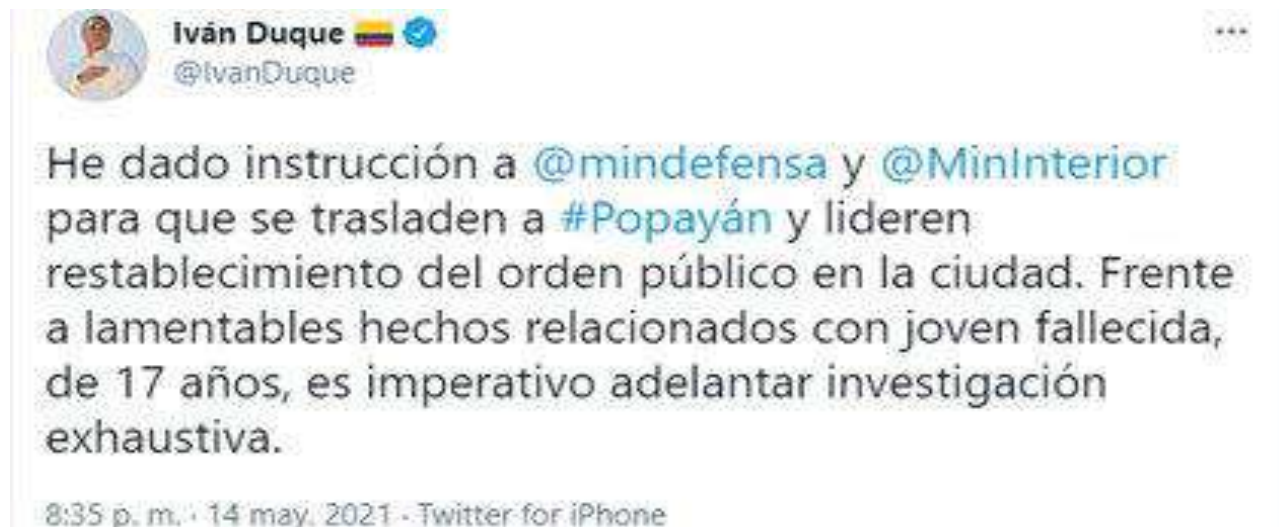 Iván Duque
@IvanDuque
He dado instrucción a @mindefensa y @MinInterior
para que se trasladen a #Popayán y lideren
restablecimiento del orden público en la ciudad. Frente
a lamentables hechos relacionados con joven fallecida,
de 17 años, es imperativo adelantar investigación
exhaustiva.
8:35 p. m. · 14 may. 2021 · Twitter for iPhone